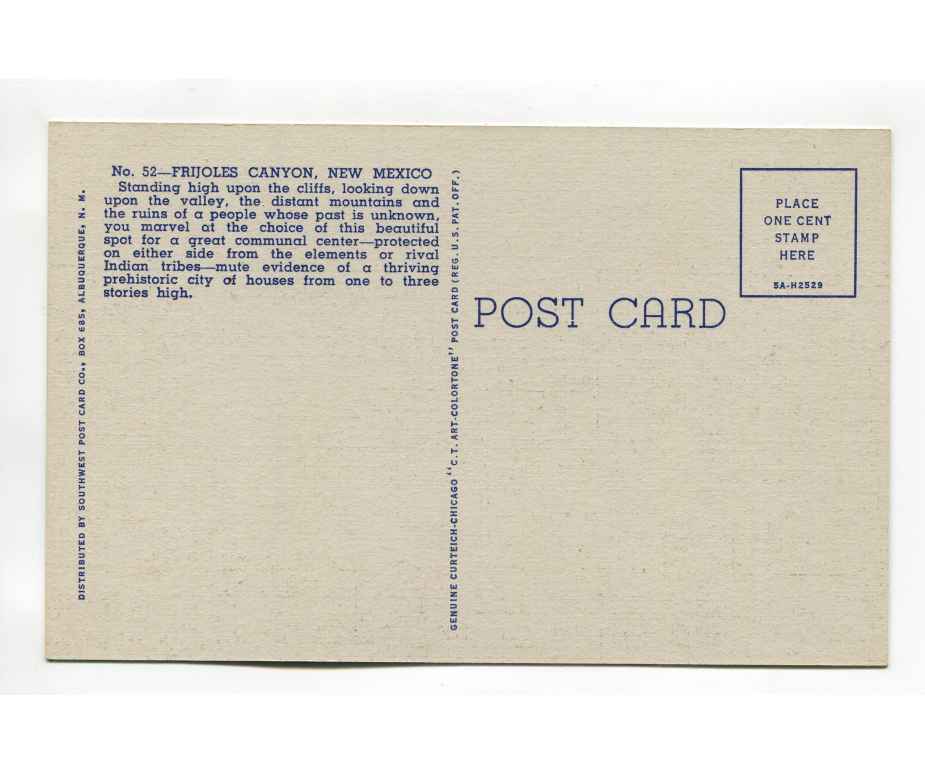 No. 52—FRIJOLES CANYON, NEW MEXICO
Standing high upon the cliffs, looking down
upon the valley, the distant mountains and
the ruins of a people whose past is unknown,
you marvel at the choice of this beautiful
spot for a great communal center—protected
on either side from the elements or rival
Indian tribes—mute evidence of a thriving
prehistoric city of houses from one to three
stories high.
DISTRIBUTED BY SOUTHWEST POST CARD CO., BOX 685, ALBUQUERQUE, N. M.
GENUINE CURTEICH-CHICAGO "C.T. ART-COLORTONE" POST CARD (REG. U.S. PAT. OFF.)
POST CARD
PLACE
ONE CENT
STAMP
HERE
5A-H2529